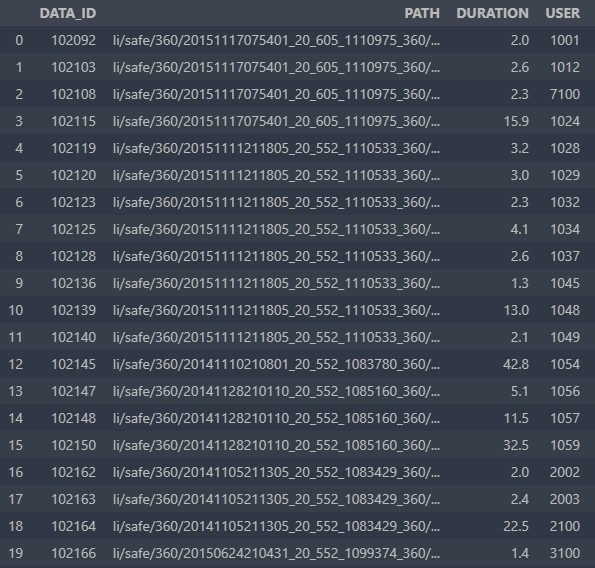 DATA_ID PATH DURATION USER
0 102092 li/safe/360/20151117075401_20_605_1110975_360/... 2.0 1001
1 102103 li/safe/360/20151117075401_20_605_1110975_360/... 2.6 1012
2 102108 li/safe/360/20151117075401_20_605_1110975_360/... 2.3 7100
3 102115 li/safe/360/20151117075401_20_605_1110975_360/... 15.9 1024
4 102119 li/safe/360/20151111211805_20_552_1110533_360/... 3.2 1028
5 102120 li/safe/360/20151111211805_20_552_1110533_360/... 3.0 1029
6 102123 li/safe/360/20151111211805_20_552_1110533_360/... 2.3 1032
7 102125 li/safe/360/20151111211805_20_552_1110533_360/... 4.1 1034
8 102128 li/safe/360/20151111211805_20_552_1110533_360/... 2.6 1037
9 102136 li/safe/360/20151111211805_20_552_1110533_360/... 1.3 1045
10 102139 li/safe/360/20151111211805_20_552_1110533_360/... 13.0 1048
11 102140 li/safe/360/20151111211805_20_552_1110533_360/... 2.1 1049
12 102145 li/safe/360/20141110210801_20_552_1083780_360/... 42.8 1054
13 102147 li/safe/360/20141128210110_20_552_1085160_360/... 5.1 1056
14 102148 li/safe/360/20141128210110_20_552_1085160_360/... 11.5 1057
15 102150 li/safe/360/20141128210110_20_552_1085160_360/... 32.5 1059
16 102162 li/safe/360/20141105211305_20_552_1083429_360/... 2.0 2002
17 102163 li/safe/360/20141105211305_20_552_1083429_360/... 2.4 2003
18 102164 li/safe/360/20141105211305_20_552_1083429_360/... 22.5 2100
19 102166 li/safe/360/20150624210431_20_552_1099374_360/... 1.4 3100